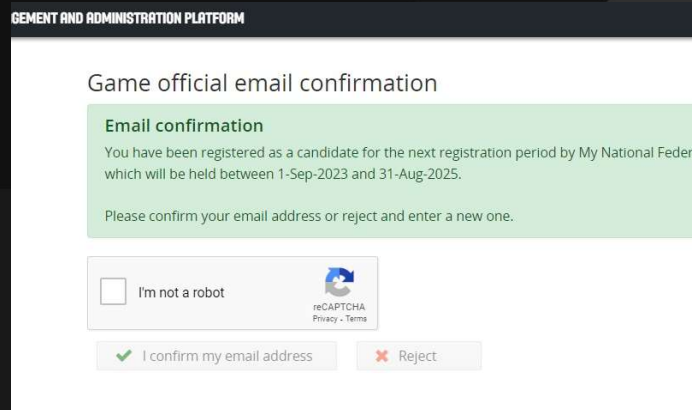 GEMENT AND ADMINISTRATION PLATFORM
Game official email confirmation
Email confirmation
You have been registered as a candidate for the next registration period by My National Feder
which will be held between 1-Sep-2023 and 31-Aug-2025.
Please confirm your email address or reject and enter a new one.
I'm not a robot
reCAPTCHA
Privacy - Terms
I confirm my email address
Reject